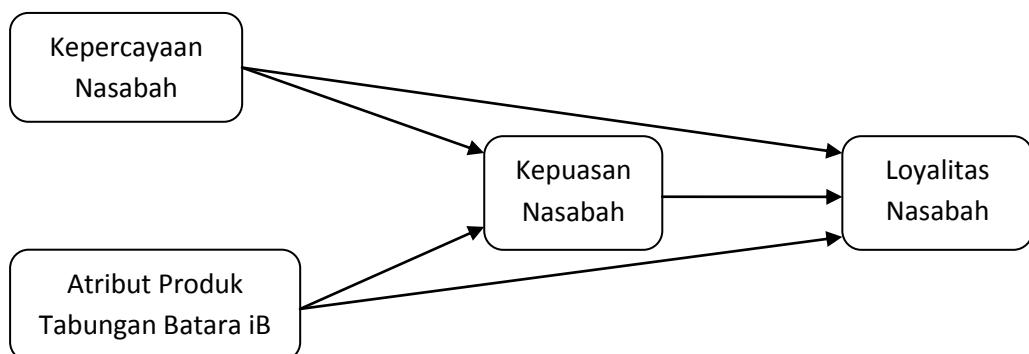 Kepercayaan
Nasabah
Kepuasan
Nasabah
Loyalitas
Nasabah
Atribut Produk
Tabungan Batara iB